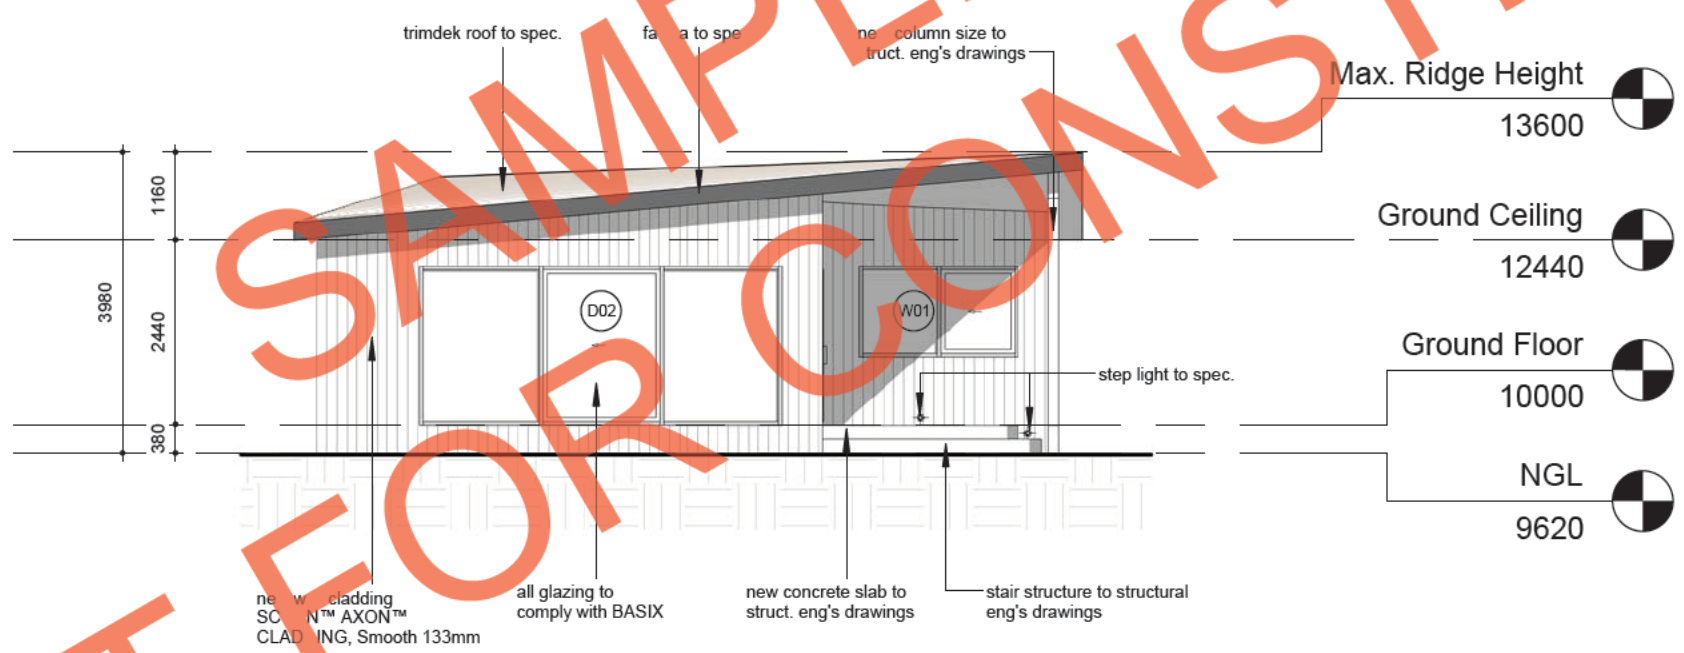 trimdek roof to spec.
to spe
column size to
eng's drawings
Max. Ridge Height
13600
Ground Ceiling
12440
Ground Floor
10000
NGL
9620
1160
3980
2440
380
D02
W01
step light to spec.
cladding
AXON™
Smooth 133mm
all glazing to
comply with BASIX
new concrete slab to
struct. eng's drawings
stair structure to structural
eng's drawings
SAMPLE
FOR CONST